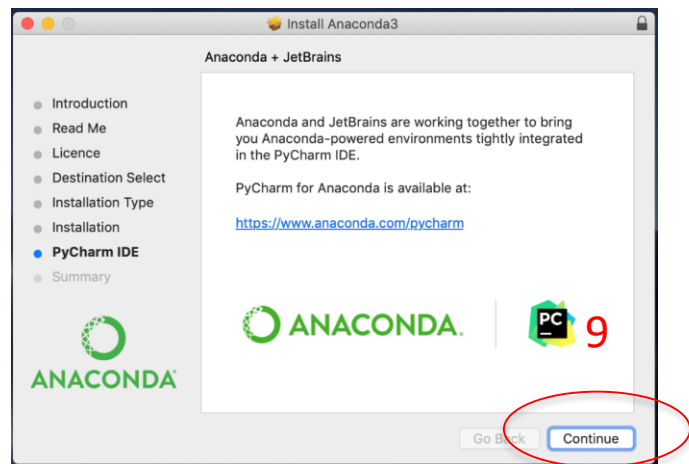 Install Anaconda3
Anaconda + JetBrains
Introduction
Read Me
Licence
Destination Select
Installation Type
Installation
PyCharm IDE
Summary
ANACONDA
Anaconda and JetBrains are working together to bring
you Anaconda-powered environments tightly integrated
in the PyCharm IDE.
PyCharm for Anaconda is available at:
https://www.anaconda.com/pycharm
ANACONDA.
PC
9
Go Back
Continue